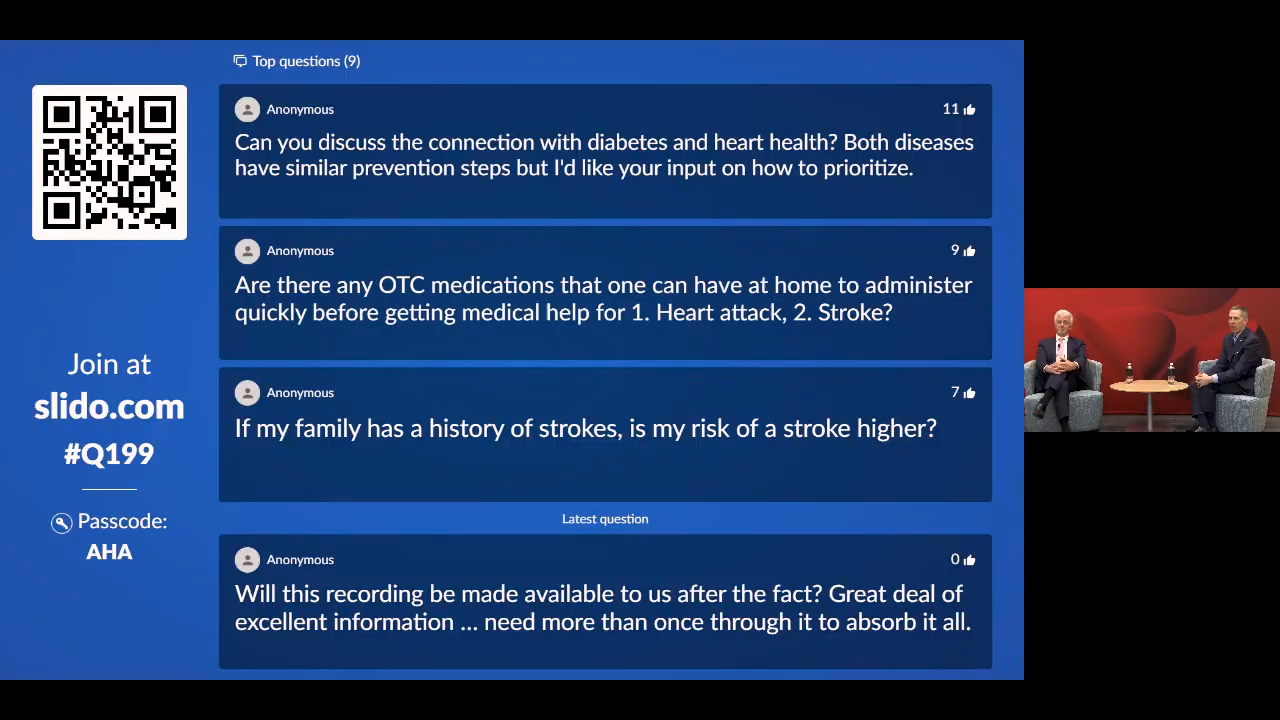 Top questions (9)
Anonymous
11
Can you discuss the connection with diabetes and heart health? Both diseases
have similar prevention steps but I'd like your input on how to prioritize.
Anonymous
9
Are there any OTC medications that one can have at home to administer
quickly before getting medical help for 1. Heart attack, 2. Stroke?
Anonymous
7
If my family has a history of strokes, is my risk of a stroke higher?
Latest question
Anonymous
0
Will this recording be made available to us after the fact? Great deal of
excellent information ... need more than once through it to absorb it all.
Join at
slido.com
#Q199
Passcode:
AHA